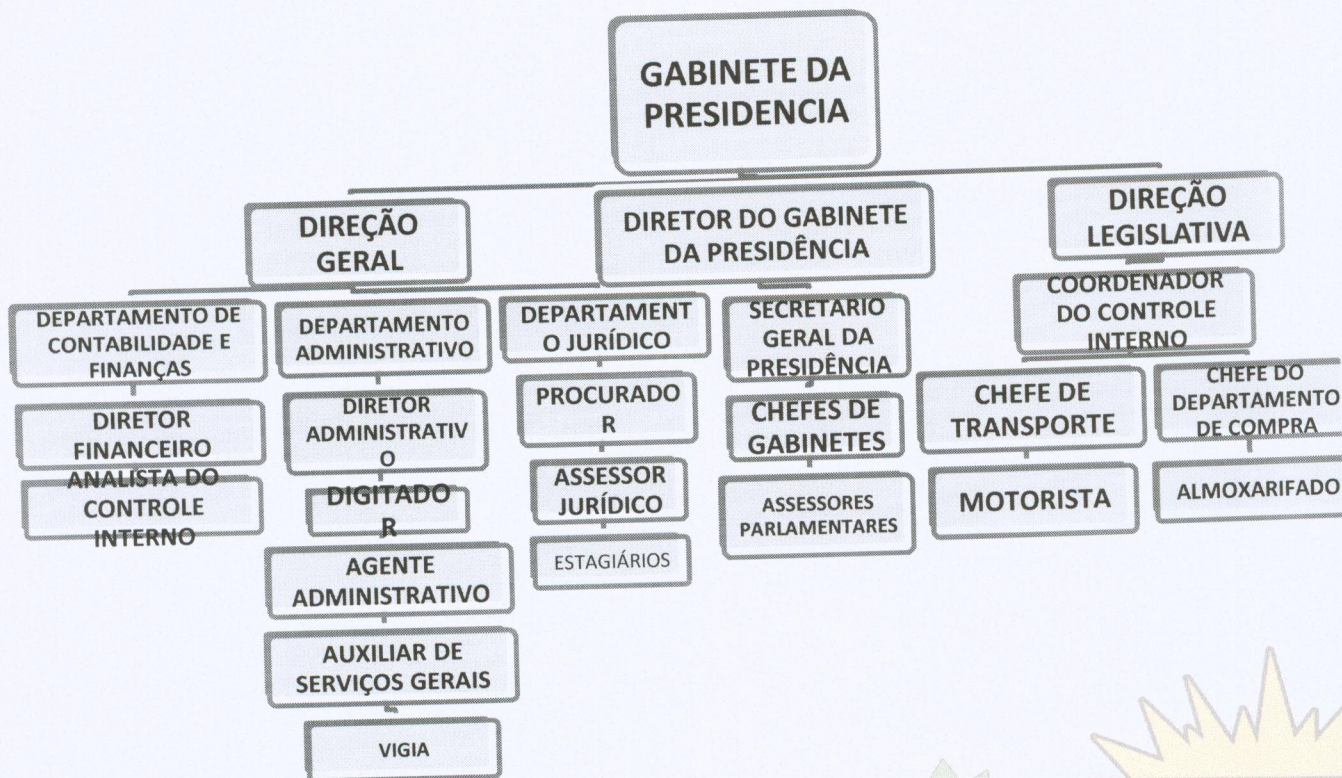 GABINETE DA
PRESIDENCIA
DIREÇÃO
GERAL
DIRETOR DO GABINETE
DA PRESIDÊNCIA
DIREÇÃO
LEGISLATIVA
DEPARTAMENTO DE
CONTABILIDADE E
FINANÇAS
DEPARTAMENTO
ADMINISTRATIVO
DEPARTAMENT
O JURÍDICO
SECRETARIO
GERAL DA
PRESIDÊNCIA
COORDENADOR
DO CONTROLE
INTERNO
DIRETOR
FINANCEIRO
DIRETOR
ADMINISTRATIV
O
PROCURADO
R
CHEFES DE
GABINETES
CHEFE DE
TRANSPORTE
CHEFE DO
DEPARTAMENTO
DE COMPRA
ANALISTA DO
CONTROLE
INTERNO
DIGITADO
R
ASSESSOR
JURÍDICO
ASSESSORES
PARLAMENTARES
MOTORISTA
ALMOXARIFADO
AGENTE
ADMINISTRATIVO
ESTAGIÁRIOS
AUXILIAR DE
SERVIÇOS GERAIS
VIGIA